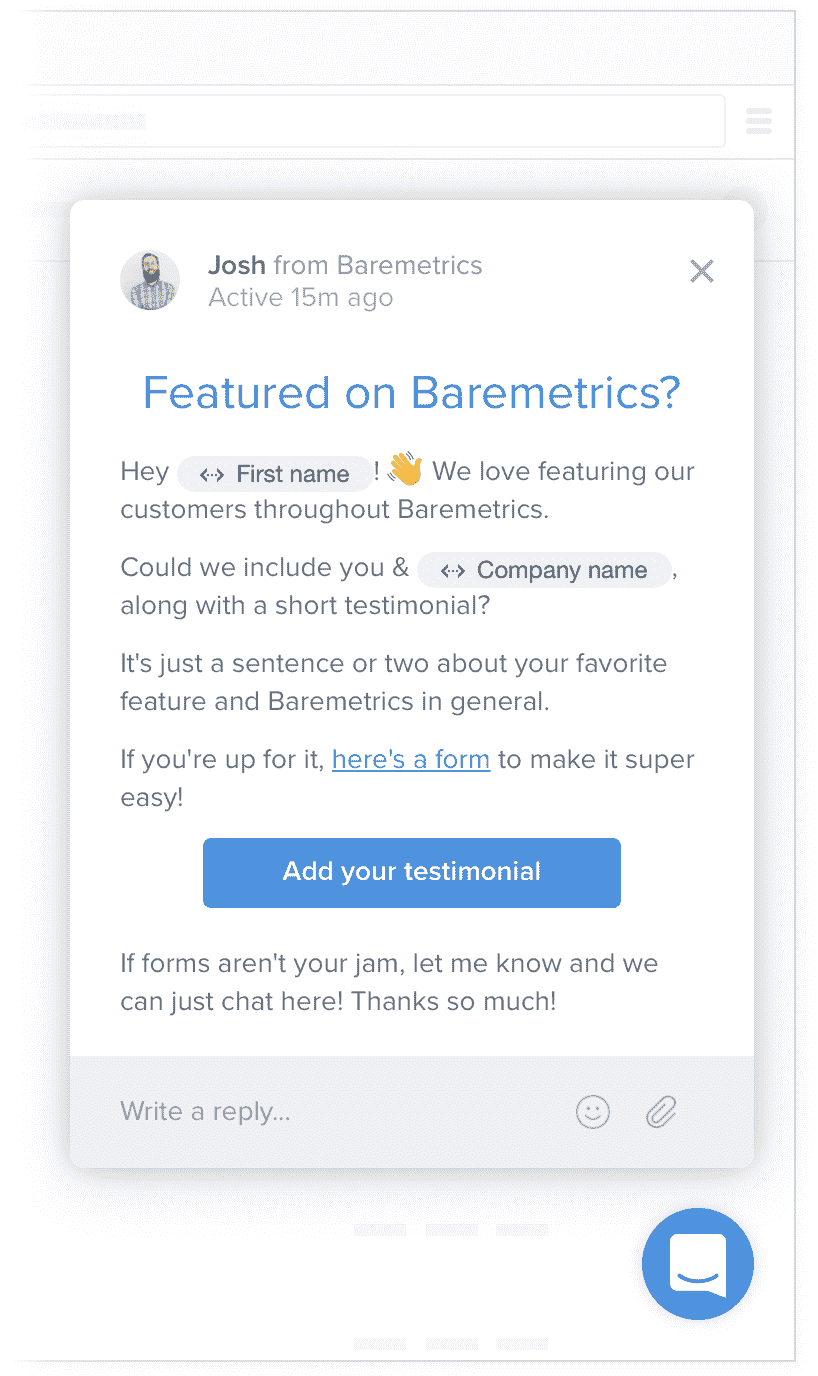 Josh from Baremetrics
Active 15m ago
Featured on Baremetrics?
Hey First name! 👋 We love featuring our
customers throughout Baremetrics.
Could we include you & Company name,
along with a short testimonial?
It's just a sentence or two about your favorite
feature and Baremetrics in general.
If you're up for it, here's a form to make it super
easy!
Add your testimonial
If forms aren't your jam, let me know and we
can just chat here! Thanks so much!
Write a reply...